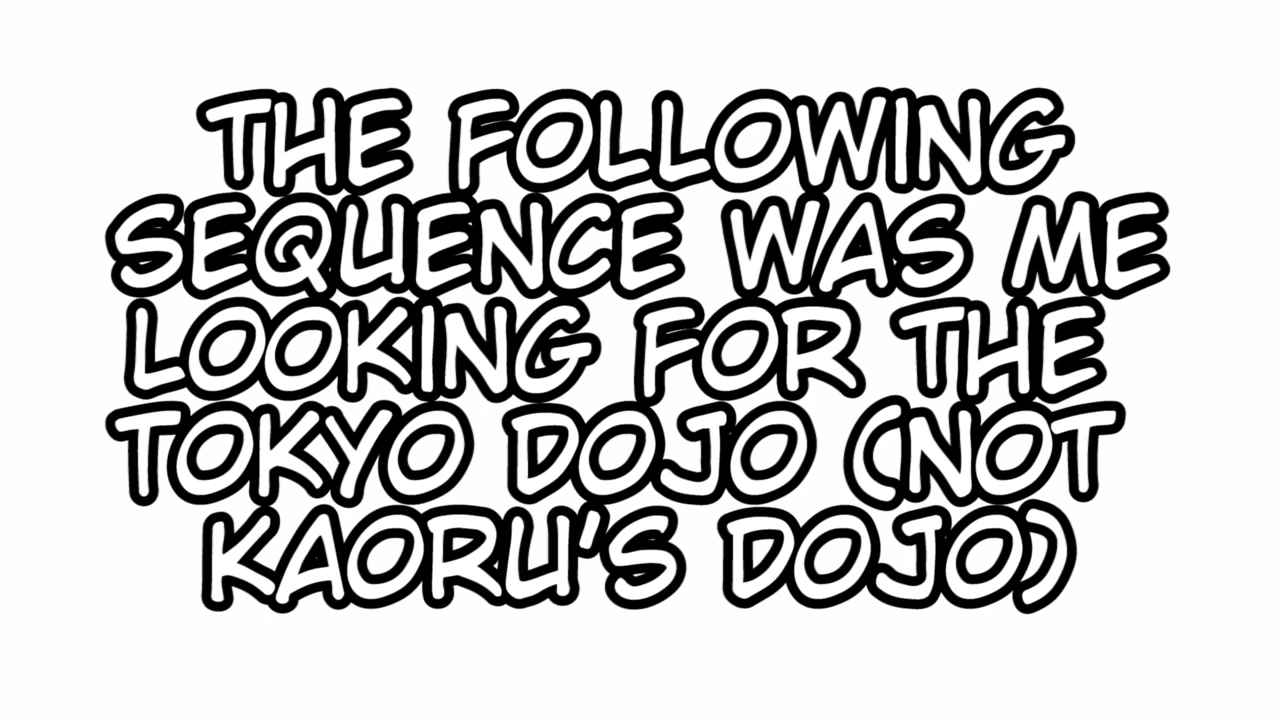 THE FOLLOWING
SEQUENCE WAS ME
LOOKING FOR THE
TOKYO DOJO (NOT
KAORU'S DOJO)